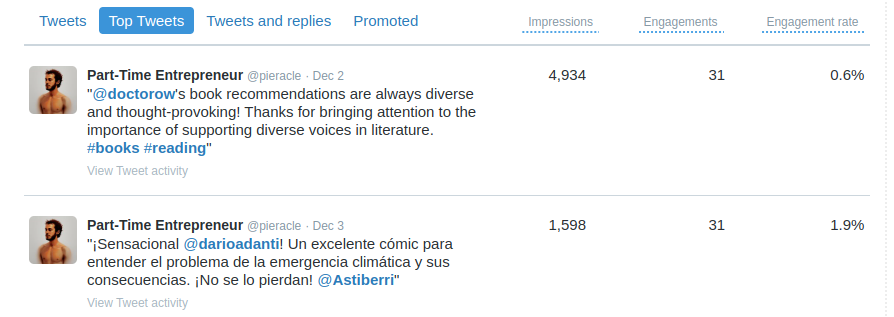 Tweets Top Tweets Tweets and replies Promoted Impressions Engagements Engagement rate
Part-Time Entrepreneur @pieracle · Dec 2 4,934 31 0.6%
"@doctorow's book recommendations are always diverse
and thought-provoking! Thanks for bringing attention to the
importance of supporting diverse voices in literature.
#books #reading"
View Tweet activity
Part-Time Entrepreneur @pieracle · Dec 3 1,598 31 1.9%
"¡Sensacional @darioadanti! Un excelente cómic para
entender el problema de la emergencia climática y sus
consecuencias. ¡No se lo pierdan! @Astiberri"
View Tweet activity